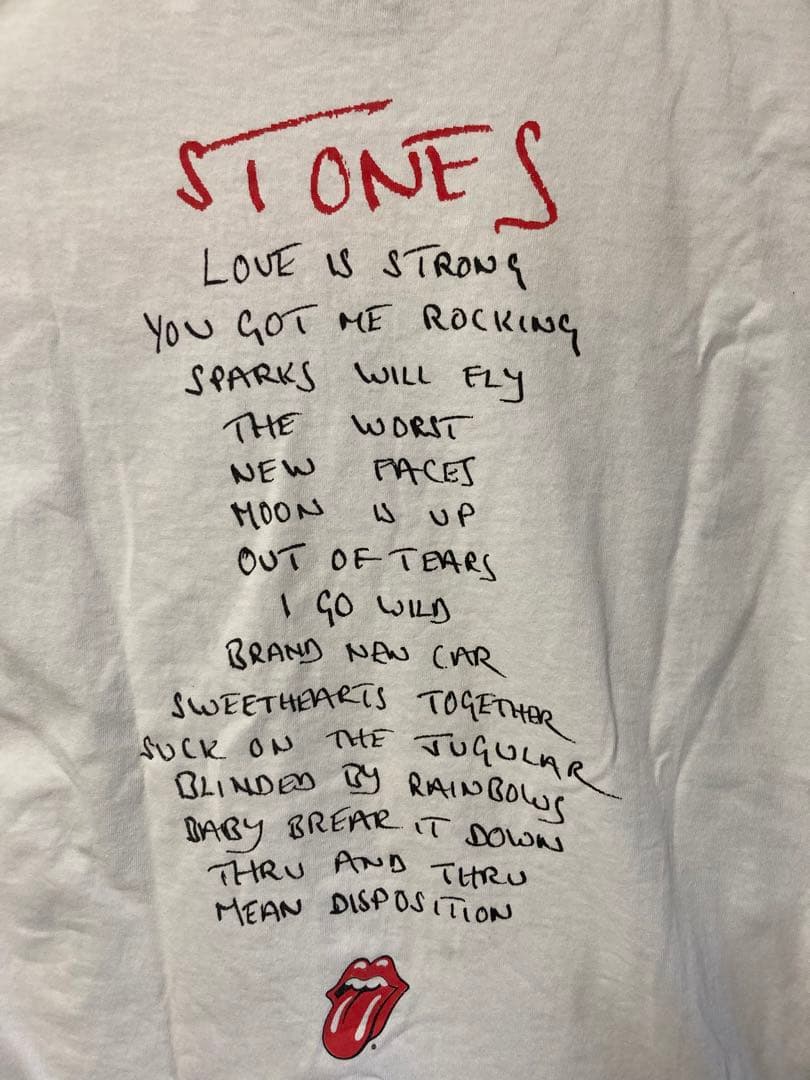 STONES
LOVE IS STRONG
YOU GOT ME ROCKING
SPARKS WILL FLY
THE WORST
NEW FACES
MOON IS UP
OUT OF TEARS
I GO WILD
BRAND NEW CAR
SWEETHEARTS TOGETHER
SUCK ON THE JUGULAR
BLINDED BY RAINBOWS
BABY BREAK IT DOWN
THRU AND THRU
MEAN DISPOSITION